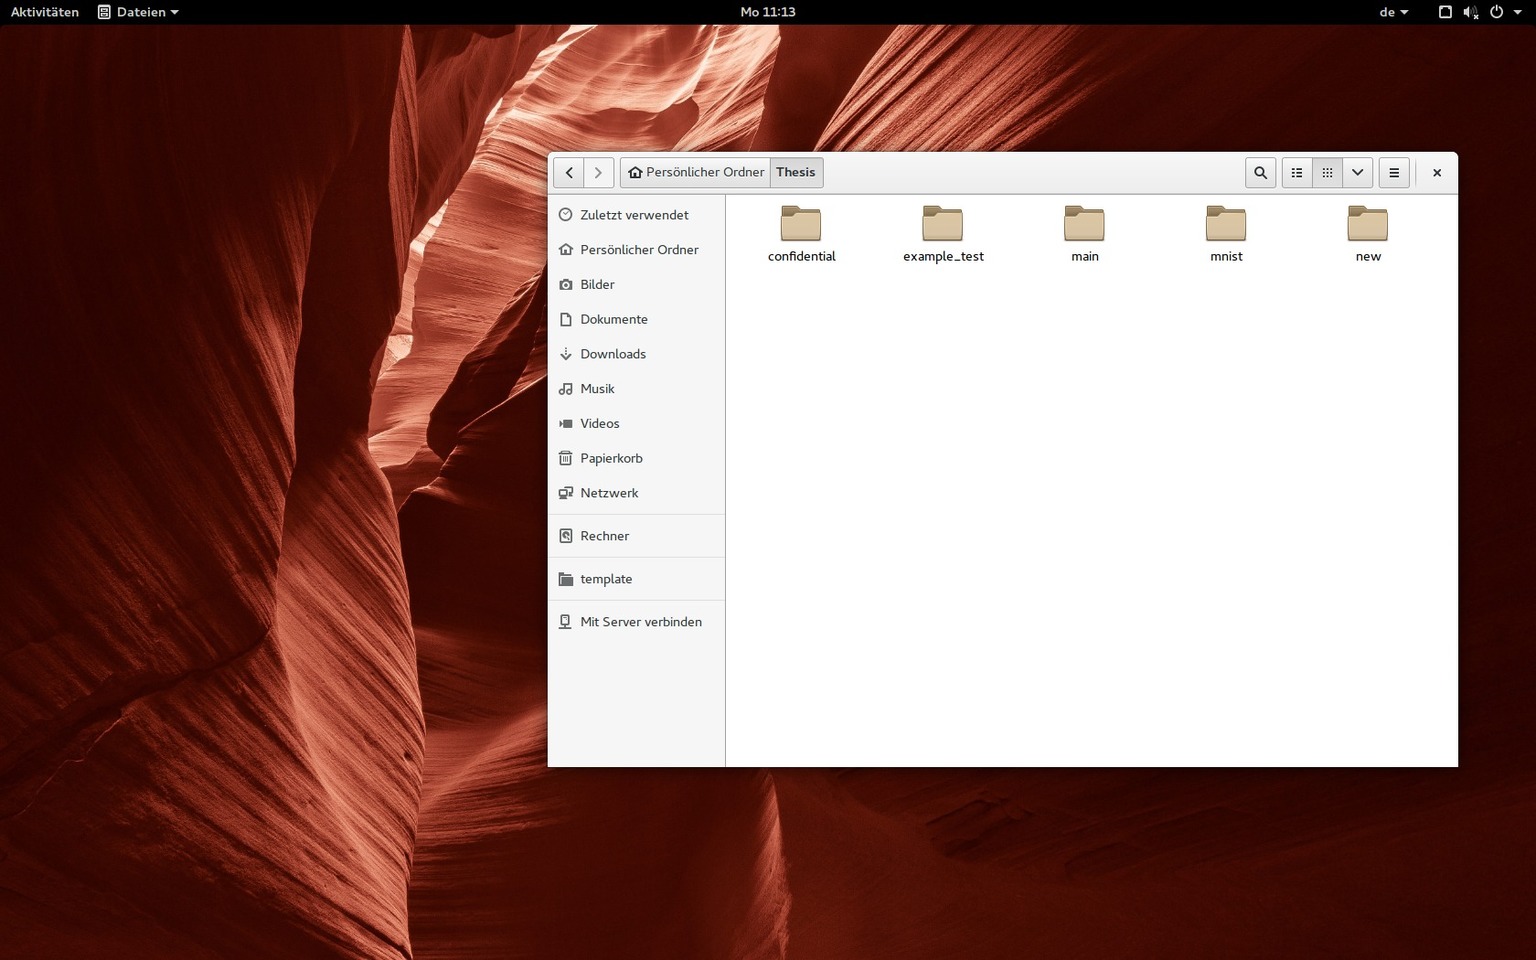 Aktivitäten Dateien Mo 11:13 de
Persönlicher Ordner Thesis
Zuletzt verwendet
Persönlicher Ordner
Bilder
Dokumente
Downloads
Musik
Videos
Papierkorb
Netzwerk
Rechner
template
Mit Server verbinden
confidential example_test main mnist new